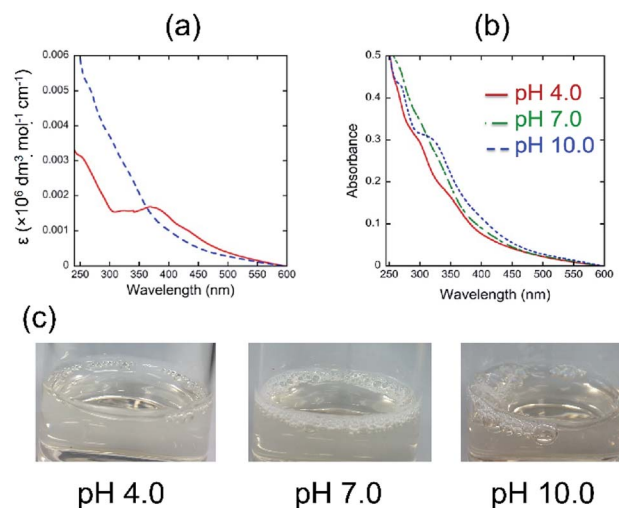 (a)
(b)
0.006
0.005
0.004
0.003
0.002
0.001
0
ε (×10⁶ dm³ mol⁻¹ cm⁻¹)
250 300 350 400 450 500 550 600
Wavelength (nm)
0.5
0.4
0.3
0.2
0.1
0
Absorbance
pH 4.0
pH 7.0
pH 10.0
250 300 350 400 450 500 550 600
Wavelength (nm)
(c)
pH 4.0
pH 7.0
pH 10.0